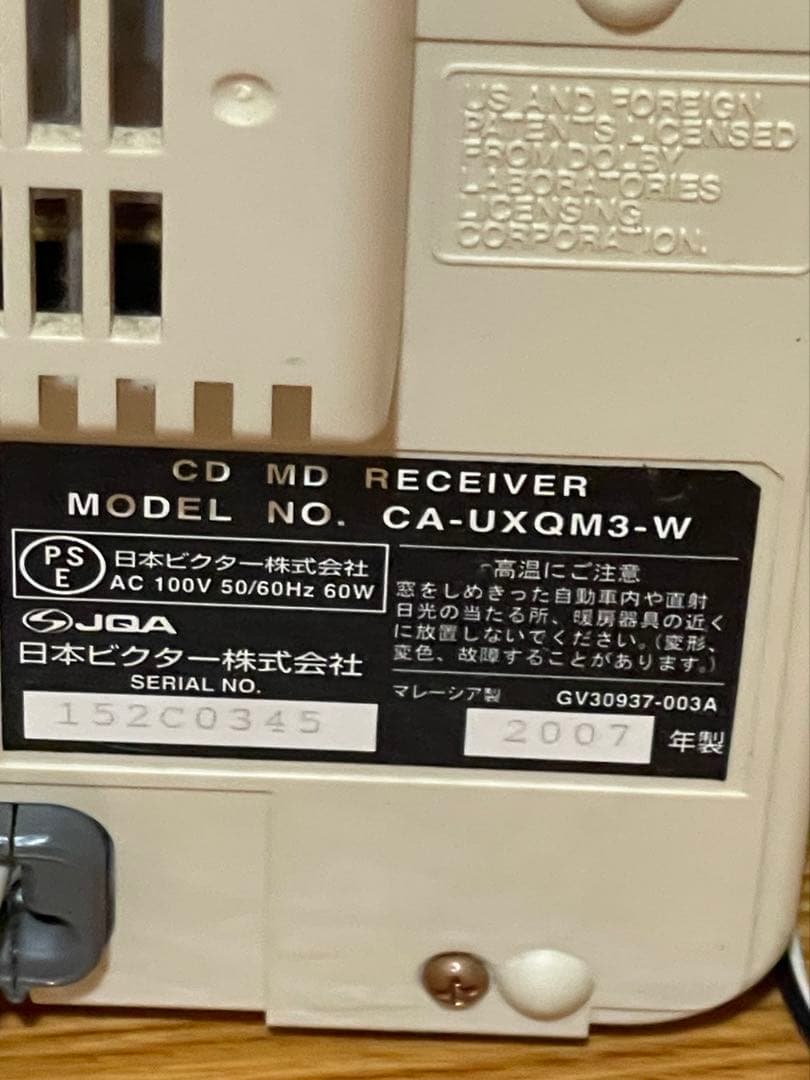 US AND FOREIGN
PATENTS LICENSED
FROM DOLBY
LABORATORIES
LICENSING
CORPORATION.
CD MD RECEIVER
MODEL NO. CA-UXQM3-W
PSE
日本ビクター株式会社
AC 100V 50/60Hz 60W
JQA
日本ビクター株式会社
SERIAL NO.
152C0345
高温にご注意
窓をしめきった自動車内や直射
日光の当たる所、暖房器具の近く
に放置しないでください。(変形、
変色、故障することがあります。)
マレーシア製 GV30937-003A
2007 年製